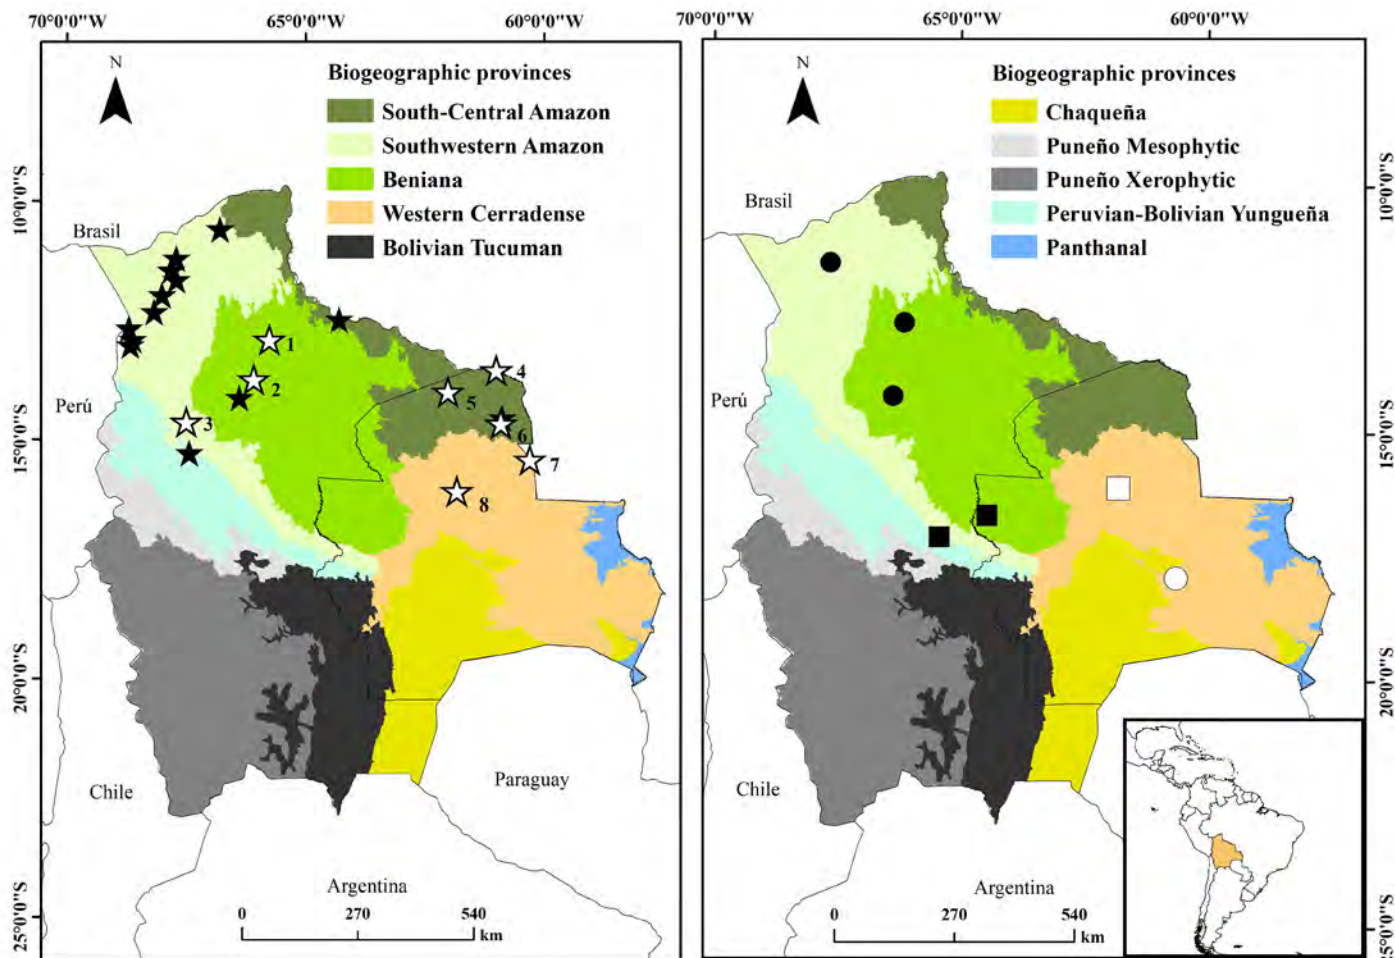 70°0'0"W 65°0'0"W 60°0'0"W
N
Biogeographic provinces
South-Central Amazon
Southwestern Amazon
Beniana
Western Cerradense
Bolivian Tucuman
10°0'0"S
15°0'0"S
20°0'0"S
25°0'0"S
Brasil
Perú
Chile
Argentina
Paraguay
1
2
3
4
5
6
7
8
0 270 540
km
70°0'0"W 65°0'0"W 60°0'0"W
N
Biogeographic provinces
Chaqueña
Puneño Mesophytic
Puneño Xerophytic
Peruvian-Bolivian Yungueña
Panthanal
Brasil
Perú
Chile
Argentina
0 270 540
km
10°0'0"S
15°0'0"S
20°0'0"S
25°0'0"S